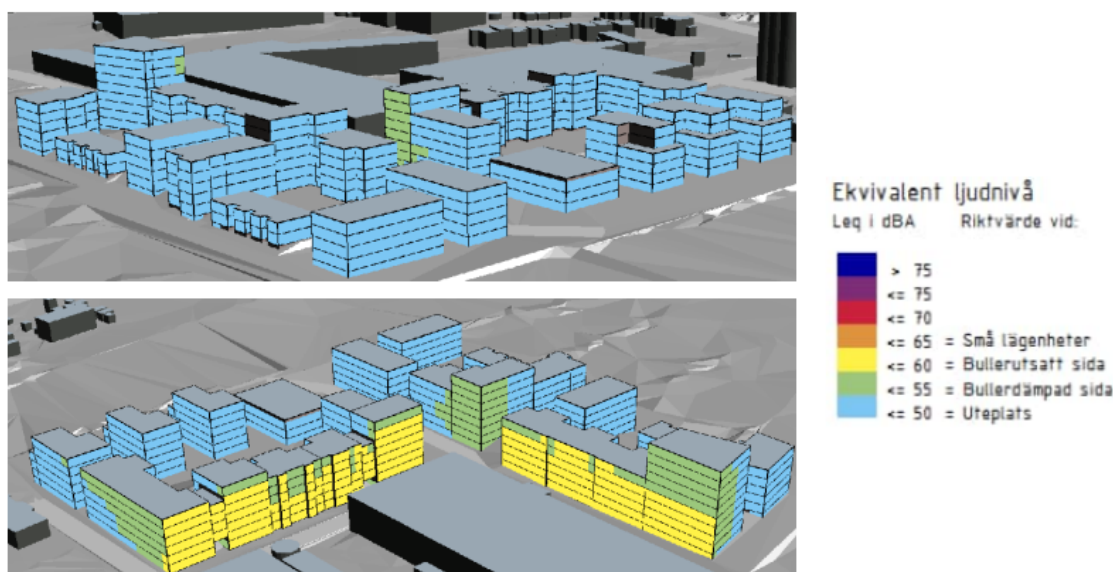 Ekvivalent ljudnivå
Leq i dBA Riktvärde vid:
> 75
<= 75
<= 70
<= 65 = Små lägenheter
<= 60 = Bullerutsatt sida
<= 55 = Bullerdämpad sida
<= 50 = Uteplats